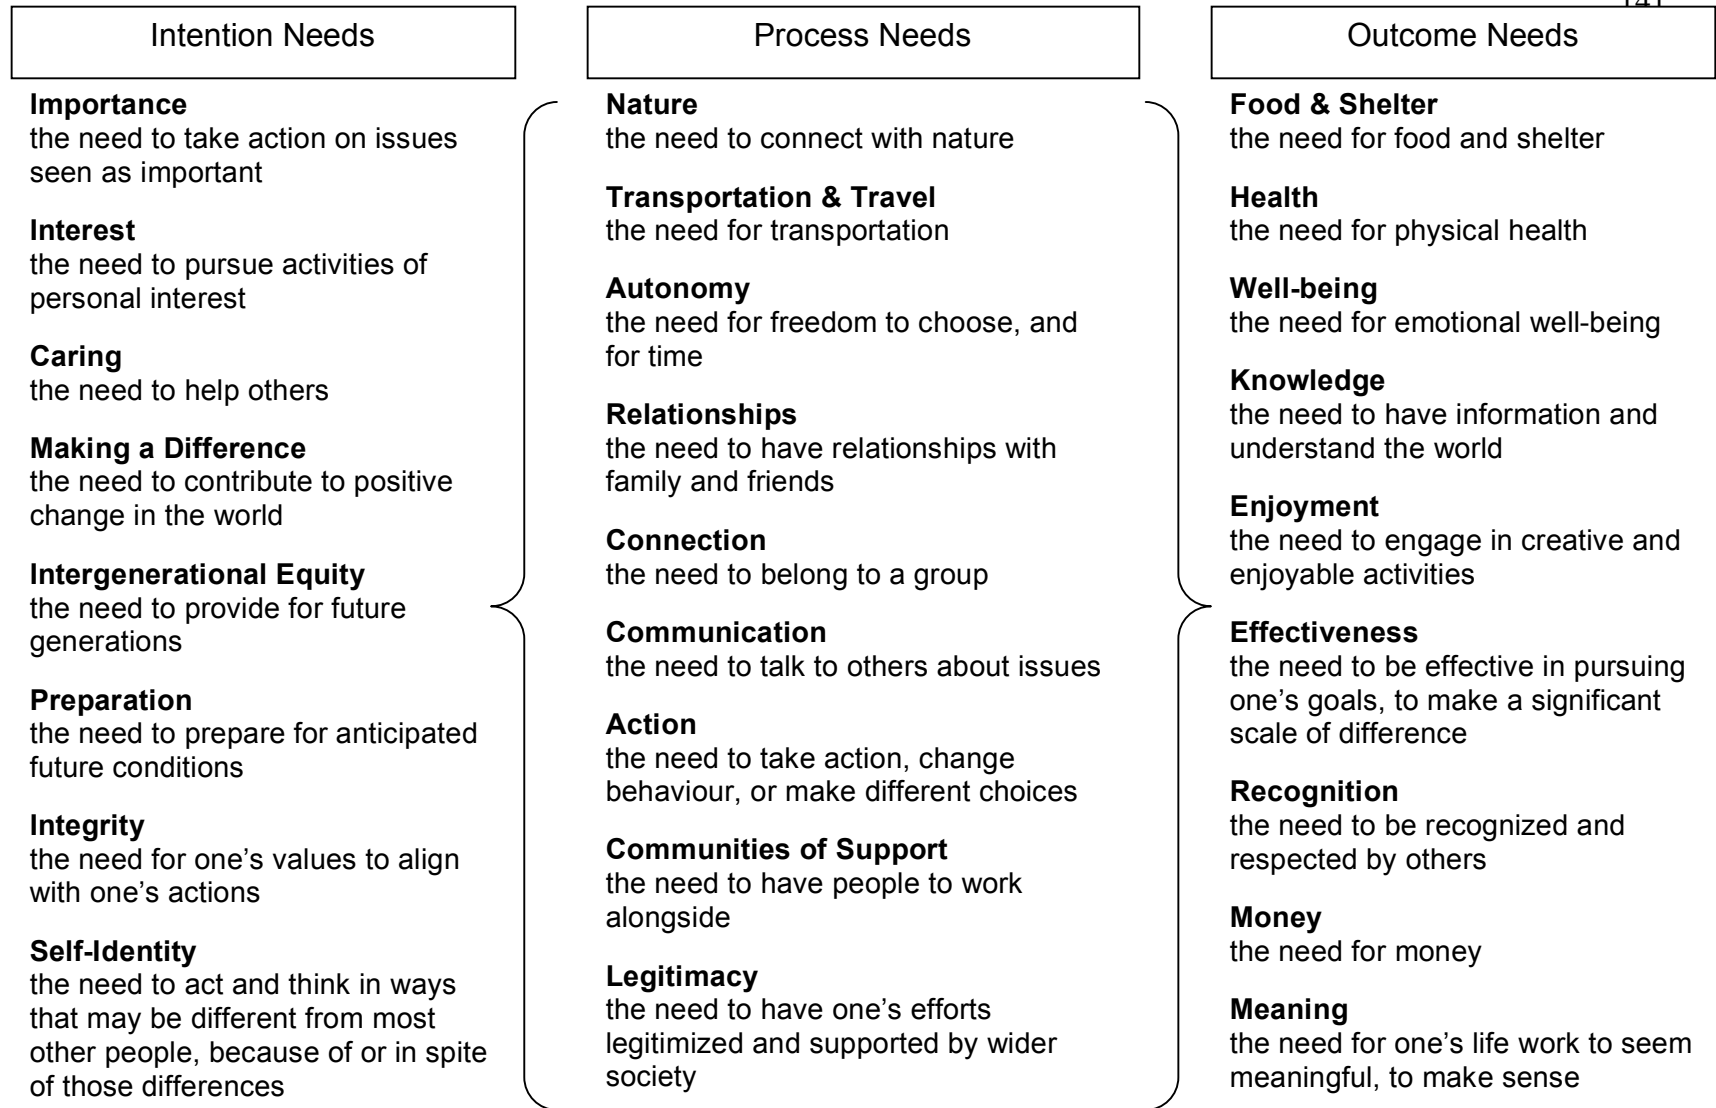 Intention Needs
Importance
the need to take action on issues
seen as important
Interest
the need to pursue activities of
personal interest
Caring
the need to help others
Making a Difference
the need to contribute to positive
change in the world
Intergenerational Equity
the need to provide for future
generations
Preparation
the need to prepare for anticipated
future conditions
Integrity
the need for one’s values to align
with one’s actions
Self-Identity
the need to act and think in ways
that may be different from most
other people, because of or in spite
of those differences
Process Needs
Nature
the need to connect with nature
Transportation & Travel
the need for transportation
Autonomy
the need for freedom to choose, and
for time
Relationships
the need to have relationships with
family and friends
Connection
the need to belong to a group
Communication
the need to talk to others about issues
Action
the need to take action, change
behaviour, or make different choices
Communities of Support
the need to have people to work
alongside
Legitimacy
the need to have one’s efforts
legitimized and supported by wider
society
Outcome Needs
Food & Shelter
the need for food and shelter
Health
the need for physical health
Well-being
the need for emotional well-being
Knowledge
the need to have information and
understand the world
Enjoyment
the need to engage in creative and
enjoyable activities
Effectiveness
the need to be effective in pursuing
one’s goals, to make a significant
scale of difference
Recognition
the need to be recognized and
respected by others
Money
the need for money
Meaning
the need for one’s life work to seem
meaningful, to make sense